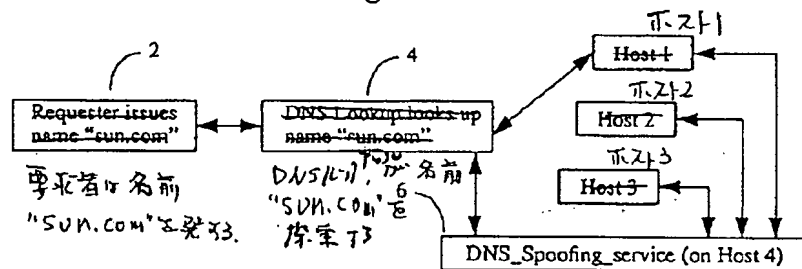 2
4
ホスト1
Host 1
Requester issues
name "sun.com"
DNS Lookup looks up
name "sun.com"
ホスト2
Host 2
ホスト3
Host 3
要求者は名前
"sun.com"を発する.
DNSルックアップが名前
"sun.com"を
探索する
6
DNS_Spoofing_service (on Host 4)